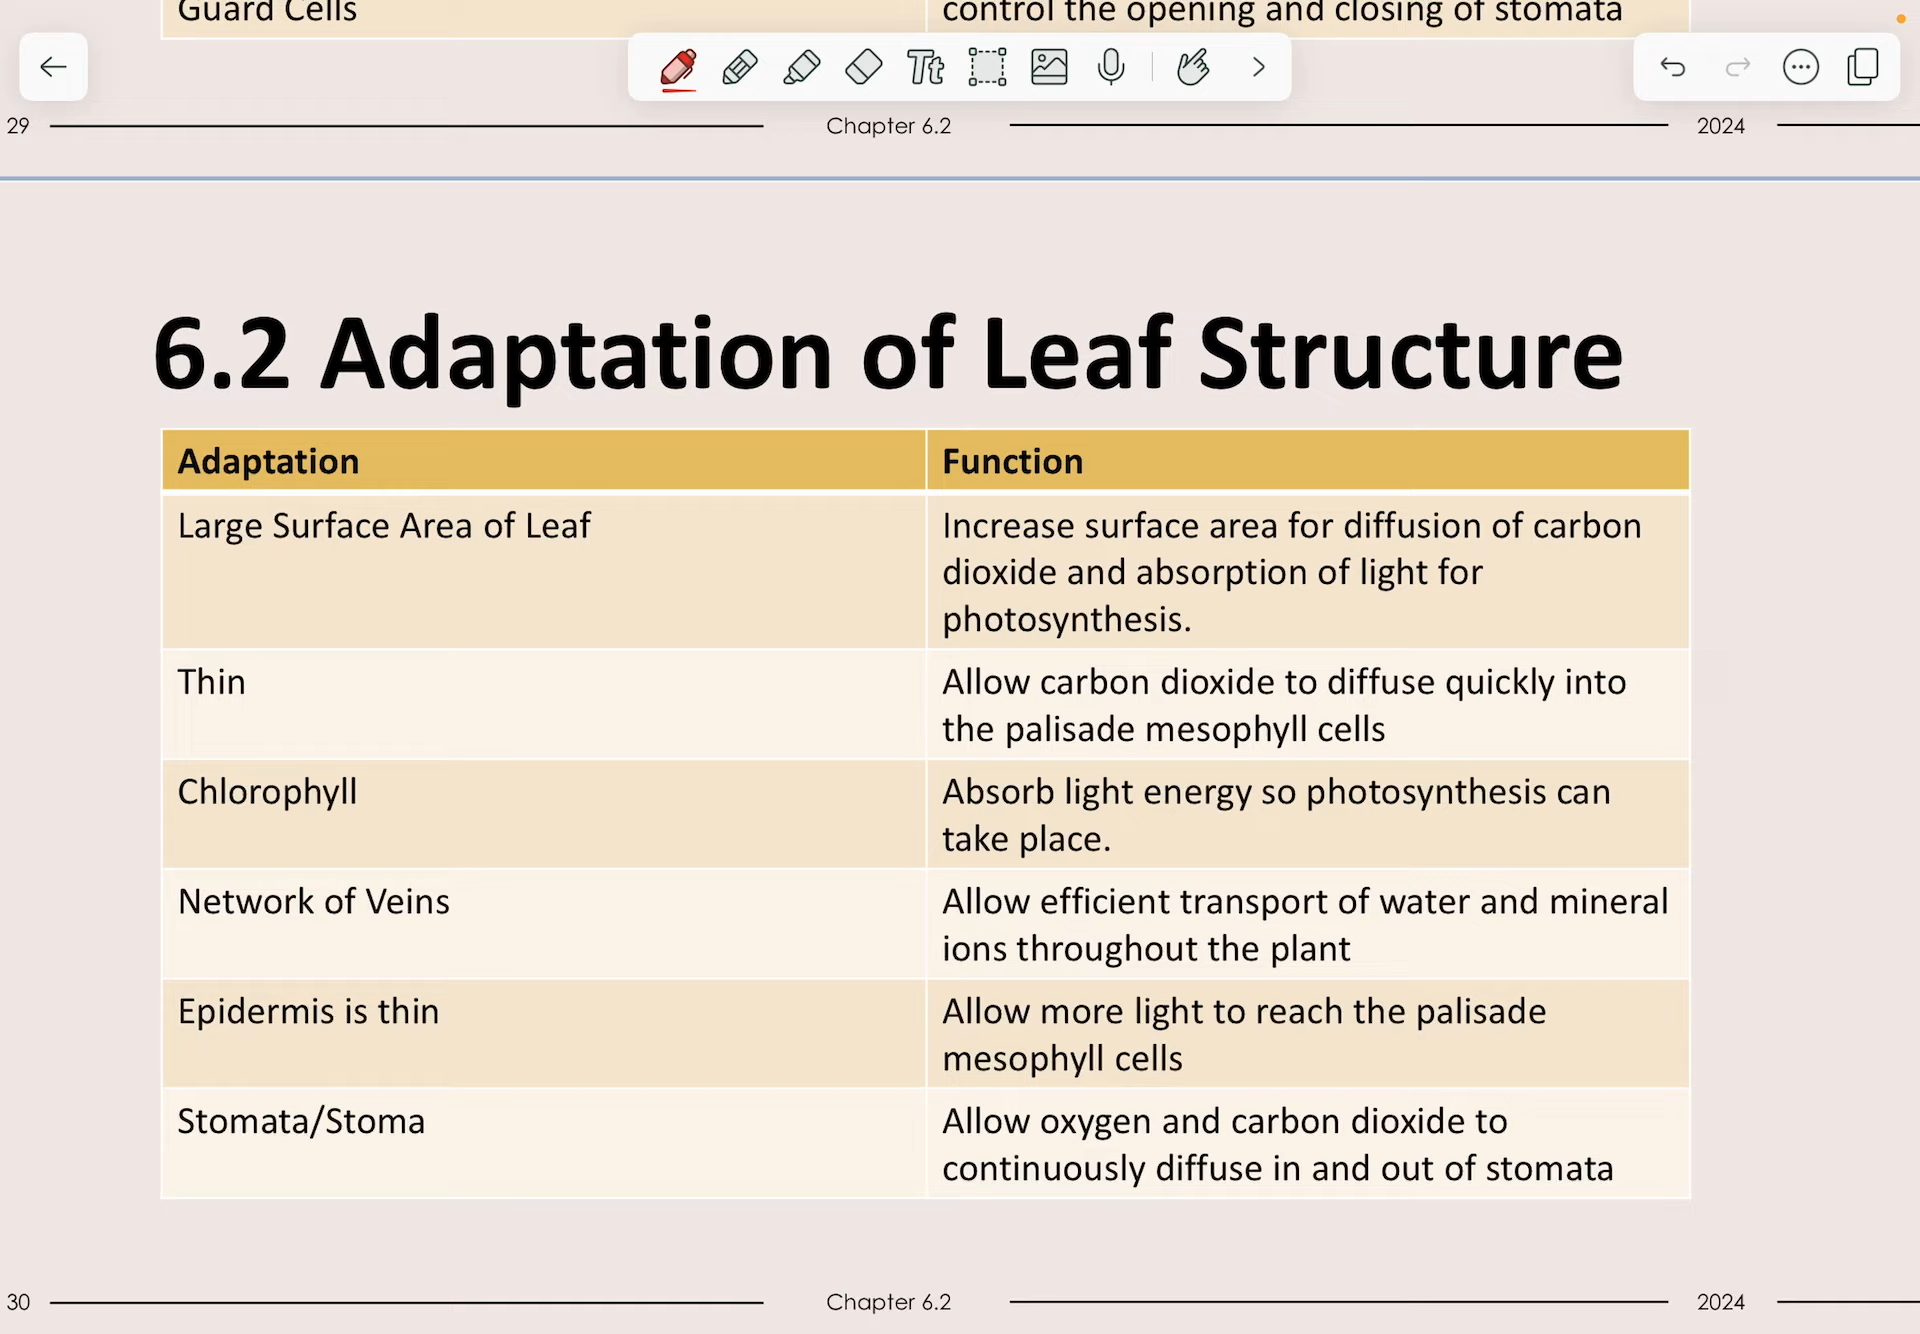 Guard Cells
control the opening and closing of stomata
Tt
29
Chapter 6.2
2024
6.2 Adaptation of Leaf Structure
Adaptation
Function
Large Surface Area of Leaf
Increase surface area for diffusion of carbon
dioxide and absorption of light for
photosynthesis.
Thin
Allow carbon dioxide to diffuse quickly into
the palisade mesophyll cells
Chlorophyll
Absorb light energy so photosynthesis can
take place.
Network of Veins
Allow efficient transport of water and mineral
ions throughout the plant
Epidermis is thin
Allow more light to reach the palisade
mesophyll cells
Stomata/Stoma
Allow oxygen and carbon dioxide to
continuously diffuse in and out of stomata
30
Chapter 6.2
2024